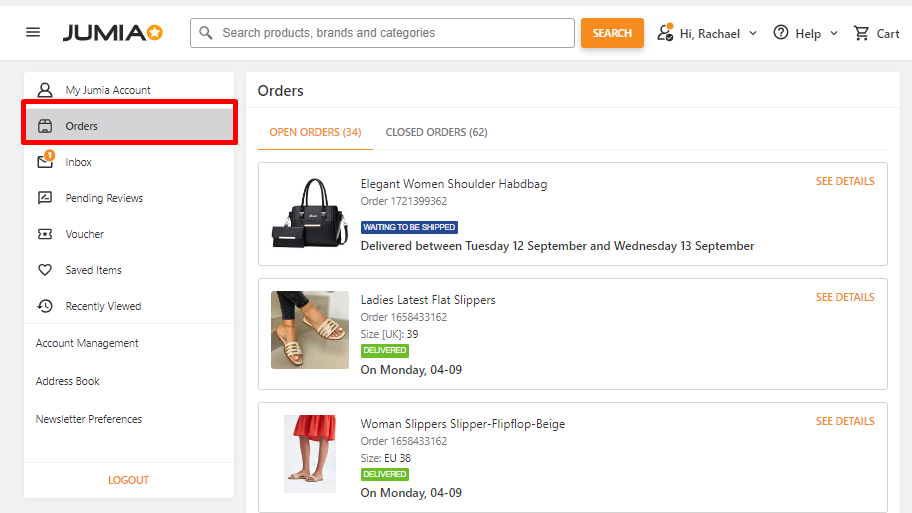 JUMIA
Search products, brands and categories
SEARCH
Hi, Rachael
Help
Cart
My Jumia Account
Orders
1
Inbox
Pending Reviews
Voucher
Saved Items
Recently Viewed
Account Management
Address Book
Newsletter Preferences
LOGOUT
Orders
OPEN ORDERS (34)
CLOSED ORDERS (62)
Elegant Women Shoulder Habdbag
SEE DETAILS
Order 1721399362
WAITING TO BE SHIPPED
Delivered between Tuesday 12 September and Wednesday 13 September
Ladies Latest Flat Slippers
SEE DETAILS
Order 1658433162
Size [UK]: 39
DELIVERED
On Monday, 04-09
Woman Slippers Slipper-Flipflop-Beige
SEE DETAILS
Order 1658433162
Size: EU 38
DELIVERED
On Monday, 04-09